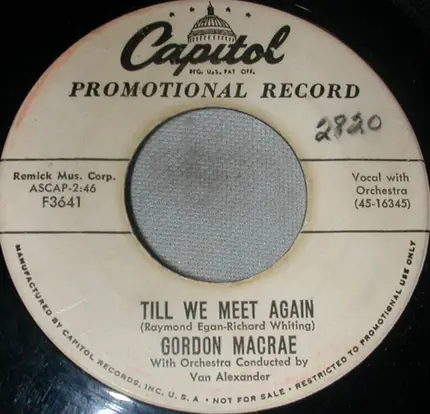 Capitol
REG. U.S. PAT. OFF.
PROMOTIONAL RECORD
2820
Remick Mus. Corp.
ASCAP-2:46
F3641
Vocal with
Orchestra
(45-16345)
TILL WE MEET AGAIN
(Raymond Egan-Richard Whiting)
GORDON MACRAE
With Orchestra Conducted by
Van Alexander
MANUFACTURED BY CAPITOL RECORDS, INC. U. S. A. • NOT FOR SALE • RESTRICTED TO PROMOTIONAL USE ONLY